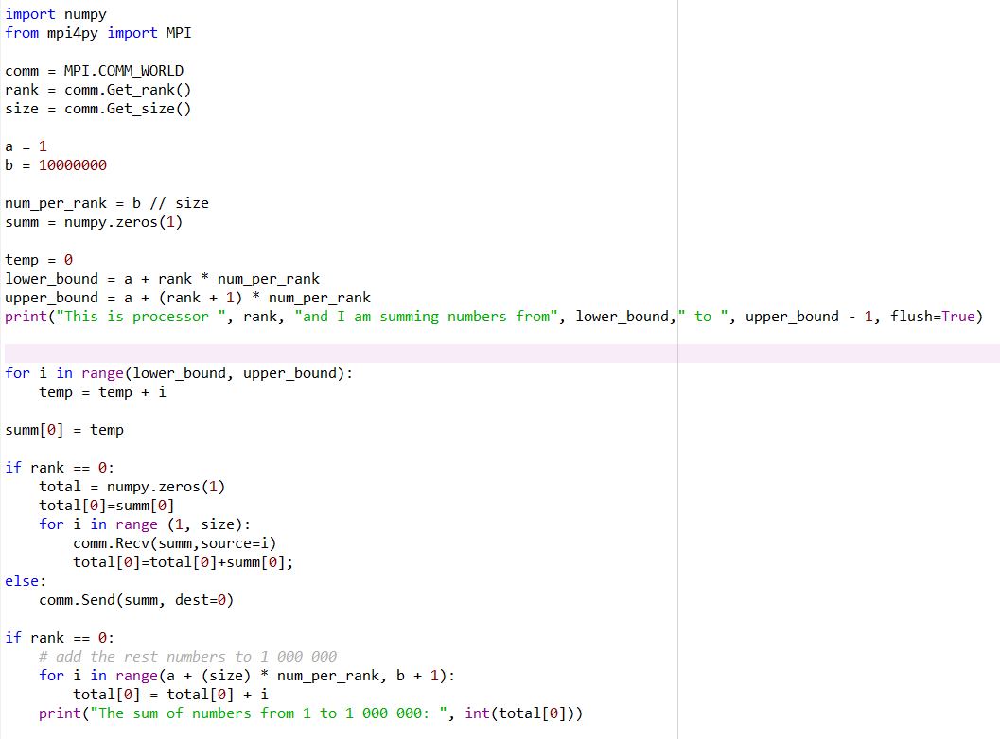 import numpy
from mpi4py import MPI

comm = MPI.COMM_WORLD
rank = comm.Get_rank()
size = comm.Get_size()

a = 1
b = 10000000

num_per_rank = b // size
summ = numpy.zeros(1)

temp = 0
lower_bound = a + rank * num_per_rank
upper_bound = a + (rank + 1) * num_per_rank
print("This is processor ", rank, "and I am summing numbers from", lower_bound," to ", upper_bound - 1, flush=True)

for i in range(lower_bound, upper_bound):
    temp = temp + i

summ[0] = temp

if rank == 0:
    total = numpy.zeros(1)
    total[0]=summ[0]
    for i in range (1, size):
        comm.Recv(summ,source=i)
        total[0]=total[0]+summ[0];
else:
    comm.Send(summ, dest=0)

if rank == 0:
    # add the rest numbers to 1 000 000
    for i in range(a + (size) * num_per_rank, b + 1):
        total[0] = total[0] + i
    print("The sum of numbers from 1 to 1 000 000: ", int(total[0]))